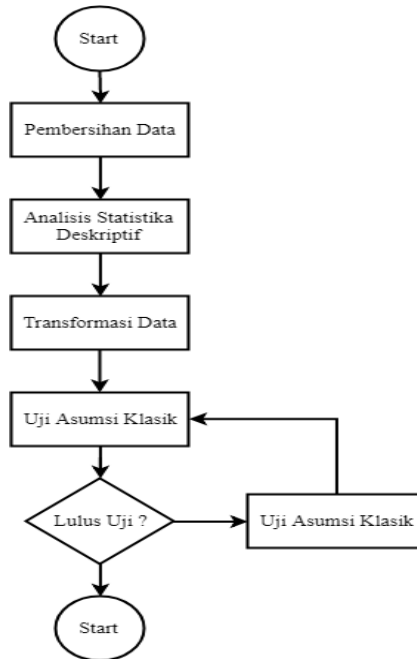 Start
Pembersihan Data
Analisis Statistika
Deskriptif
Transformasi Data
Uji Asumsi Klasik
Lulus Uji ?
Uji Asumsi Klasik
Start